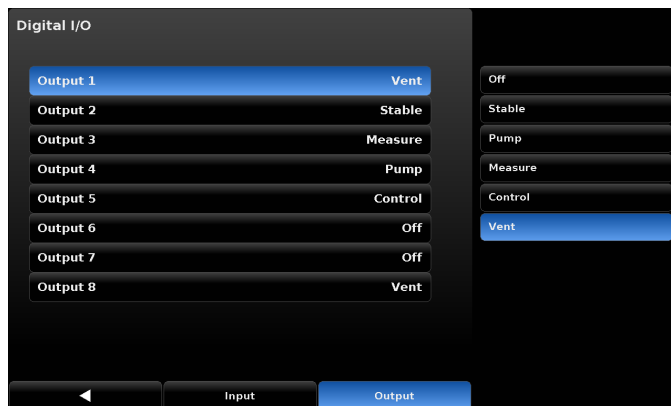 Digital I/O
Output 1 Vent
Output 2 Stable
Output 3 Measure
Output 4 Pump
Output 5 Control
Output 6 Off
Output 7 Off
Output 8 Vent
Off
Stable
Pump
Measure
Control
Vent
Input Output